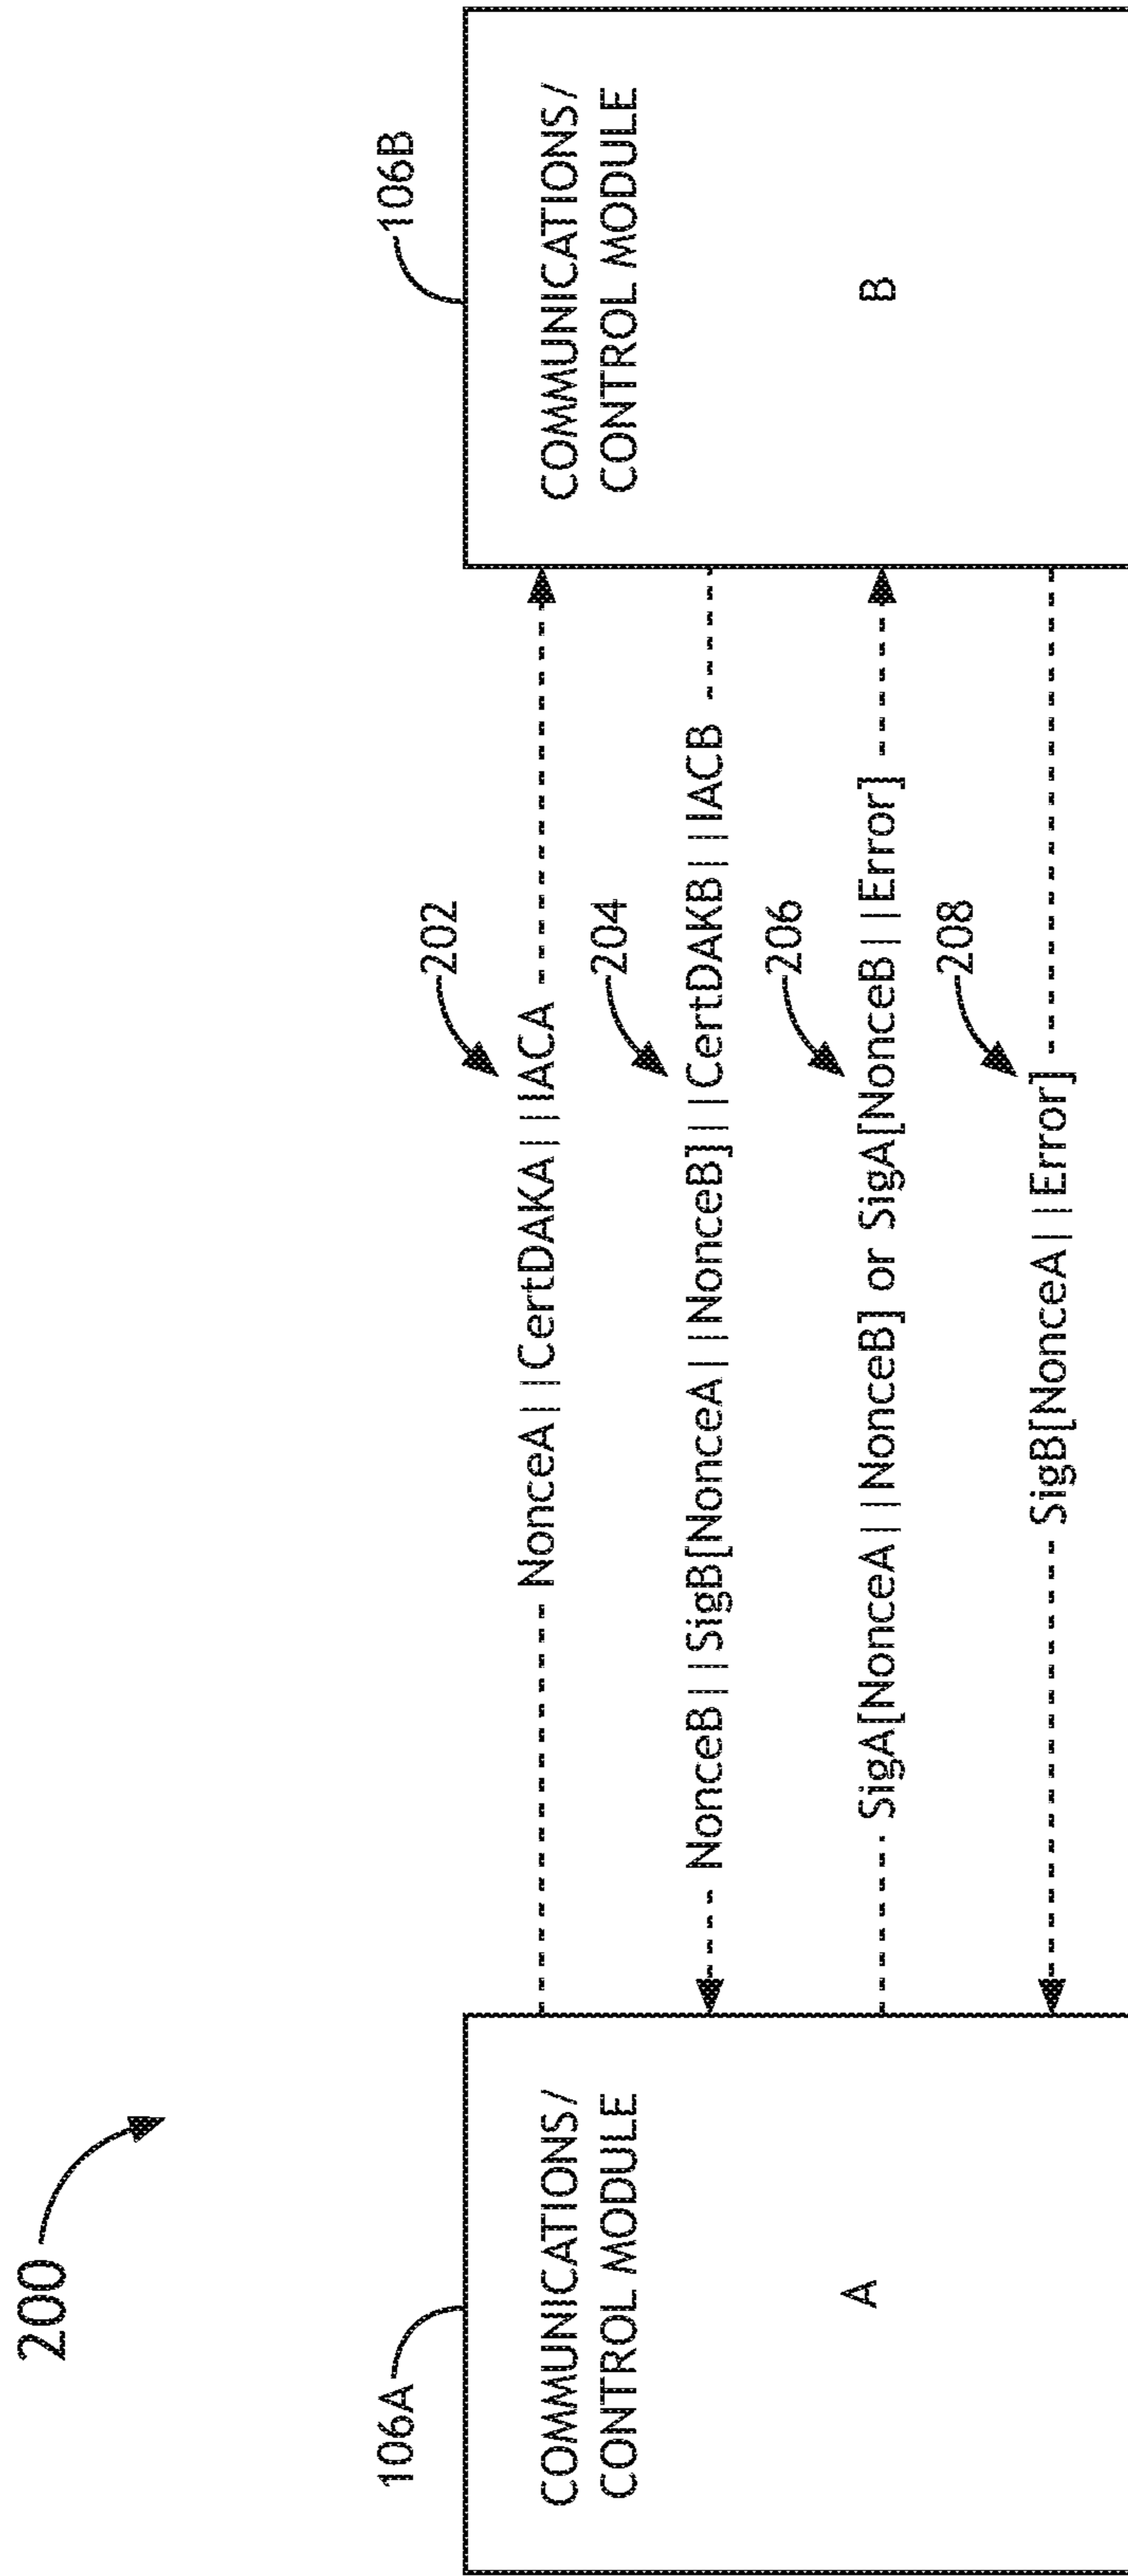 200
106A
COMMUNICATIONS/
CONTROL MODULE
A
106B
COMMUNICATIONS/
CONTROL MODULE
B
202
NonceA||CertDAKA||IACA
204
NonceB||SigB[NonceA||NonceB]||CertDAKB||IACB
206
SigA[NonceA||NonceB] or SigA[NonceB||Error]
208
SigB[NonceA||Error]